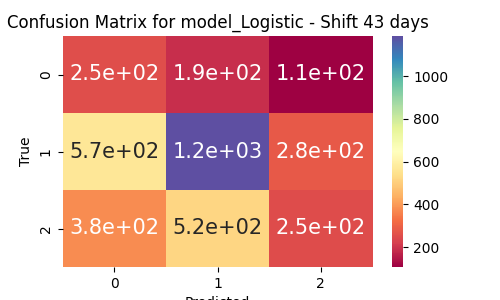 Confusion Matrix for model_Logistic - Shift 43 days
0 2.5e+02 1.9e+02 1.1e+02
1 5.7e+02 1.2e+03 2.8e+02
2 3.8e+02 5.2e+02 2.5e+02
True
0 1 2
Predicted
1000
800
600
400
200